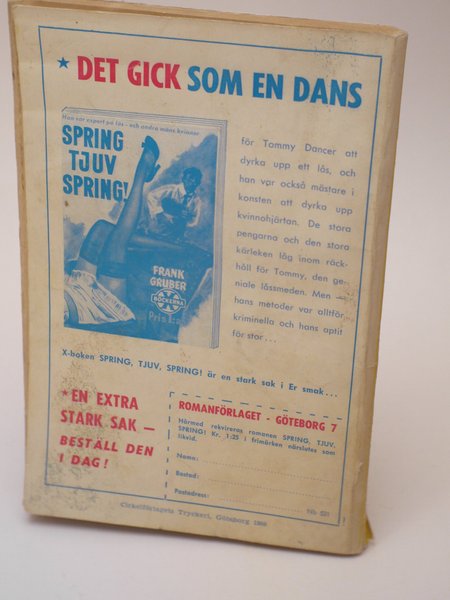 ★ DET GICK SOM EN DANS
Han var expert på lås - och andra mäns kvinnor
SPRING
TJUV
SPRING!
FRANK
GRUBER
BÖCKERNA
för Tommy Dancer att
dyrka upp ett lås, och
han var också mästare i
konsten att dyrka upp
kvinnohjärtan. De stora
pengarna och den stora
kärleken låg inom räck-
håll för Tommy, den ge-
niale låssmeden. Men —
hans metoder var alltför
kriminella och hans aptit
för stor...
X-boken SPRING, TJUV, SPRING! är en stark sak i Er smak...
★ EN EXTRA
STARK SAK —
BESTÄLL DEN
I DAG!
ROMANFÖRLAGET - GÖTEBORG 7
Härmed rekvireras romanen SPRING, TJUV,
SPRING! Kr. 1:25 i frimärken närslutes som
likvid.
Namn:
Bostad:
Postadress:
Cirkelförlagets Tryckeri, Göteborg